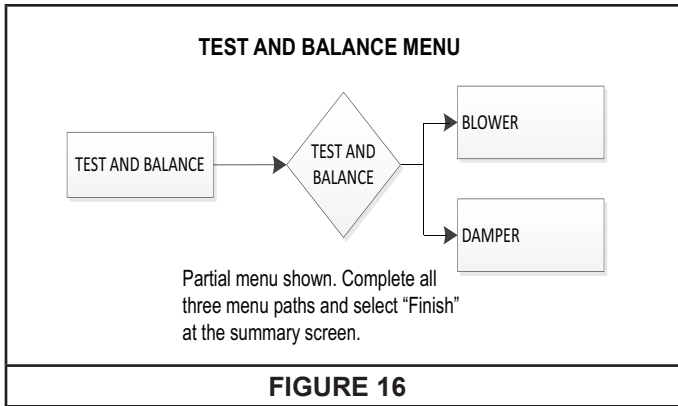 TEST AND BALANCE MENU
TEST AND BALANCE
TEST AND
BALANCE
BLOWER
DAMPER
Partial menu shown. Complete all
three menu paths and select “Finish”
at the summary screen.
FIGURE 16